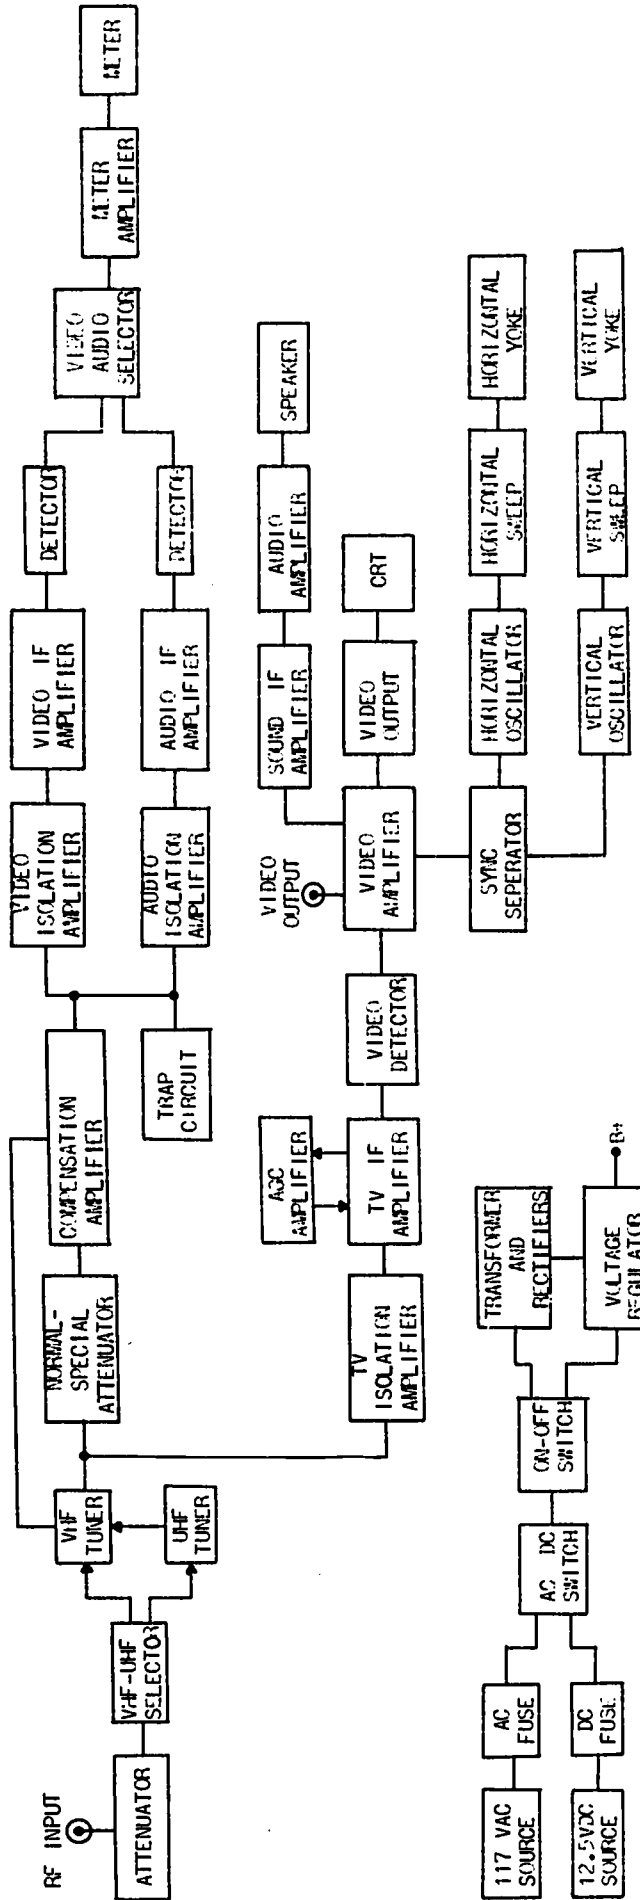 RF INPUT
ATTENUATOR
VHF-UHF
SELECTOR
VHF
TUNER
UHF
TUNER
NORMAL-
SPECIAL
ATTENUATOR
COMPENSATION
AMPLIFIER
TRAP
CIRCUIT
VIDEO
ISOLATION
AMPLIFIER
AUDIO
ISOLATION
AMPLIFIER
VIDEO IF
AMPLIFIER
AUDIO IF
AMPLIFIER
DETECTOR
DETECTOR
VIDEO
AUDIO
SELECTOR
METER
AMPLIFIER
METER
TV
ISOLATION
AMPLIFIER
AGC
AMPLIFIER
TV IF
AMPLIFIER
VIDEO
DETECTOR
VIDEO
OUTPUT
VIDEO
AMPLIFIER
SOUND IF
AMPLIFIER
AUDIO
AMPLIFIER
SPEAKER
VIDEO
OUTPUT
CRT
SYNC
SEPERATOR
HORIZONTAL
OSCILLATOR
HORIZONTAL
SWEEP
HORIZONTAL
YOKE
VERTICAL
OSCILLATOR
VERTICAL
SWEEP
VERTICAL
YOKE
117 VAC
SOURCE
12.5VDC
SOURCE
AC
FUSE
DC
FUSE
AC DC
SWITCH
ON-OFF
SWITCH
TRANSFORMER
AND
RECTIFIERS
VOLTAGE
REGULATOR
B+